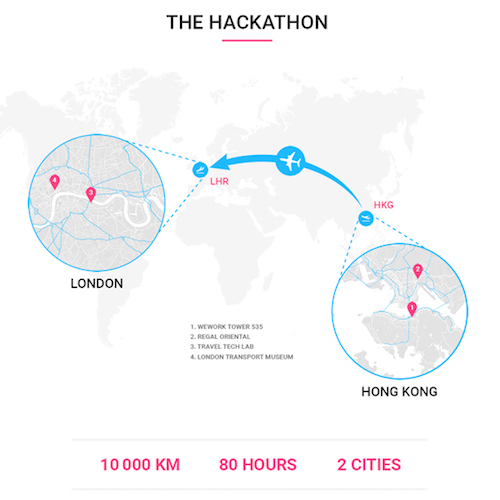 THE HACKATHON
LHR
HKG
4
3
LONDON
2
1
1. WEWORK TOWER 535
2. REGAL ORIENTAL
3. TRAVEL TECH LAB
4. LONDON TRANSPORT MUSEUM
HONG KONG
10 000 KM 80 HOURS 2 CITIES